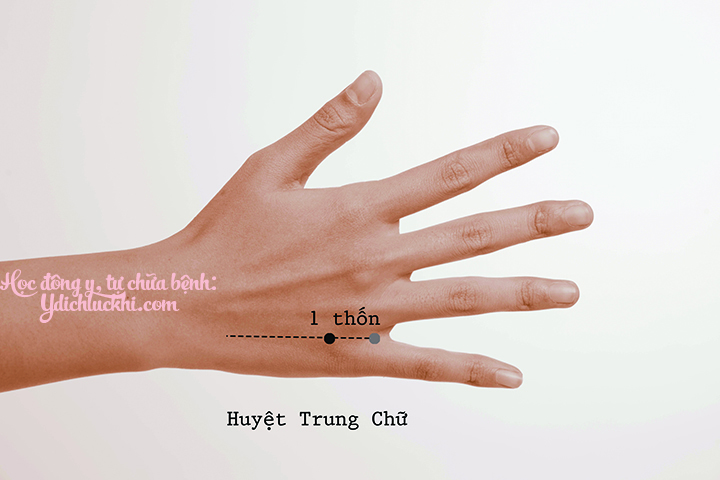 1 thốn
Học đông y, tự chữa bệnh:
Ydichluckhi.com
Huyệt Trung Chữ